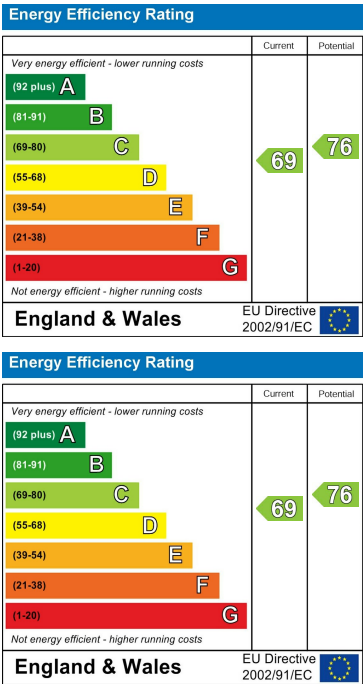 Energy Efficiency Rating
Current Potential
Very energy efficient - lower running costs
(92 plus) A
(81-91) B
(69-80) C 69 76
(55-68) D
(39-54) E
(21-38) F
(1-20) G
Not energy efficient - higher running costs
England & Wales EU Directive 2002/91/EC
Energy Efficiency Rating
Current Potential
Very energy efficient - lower running costs
(92 plus) A
(81-91) B
(69-80) C 69 76
(55-68) D
(39-54) E
(21-38) F
(1-20) G
Not energy efficient - higher running costs
England & Wales EU Directive 2002/91/EC